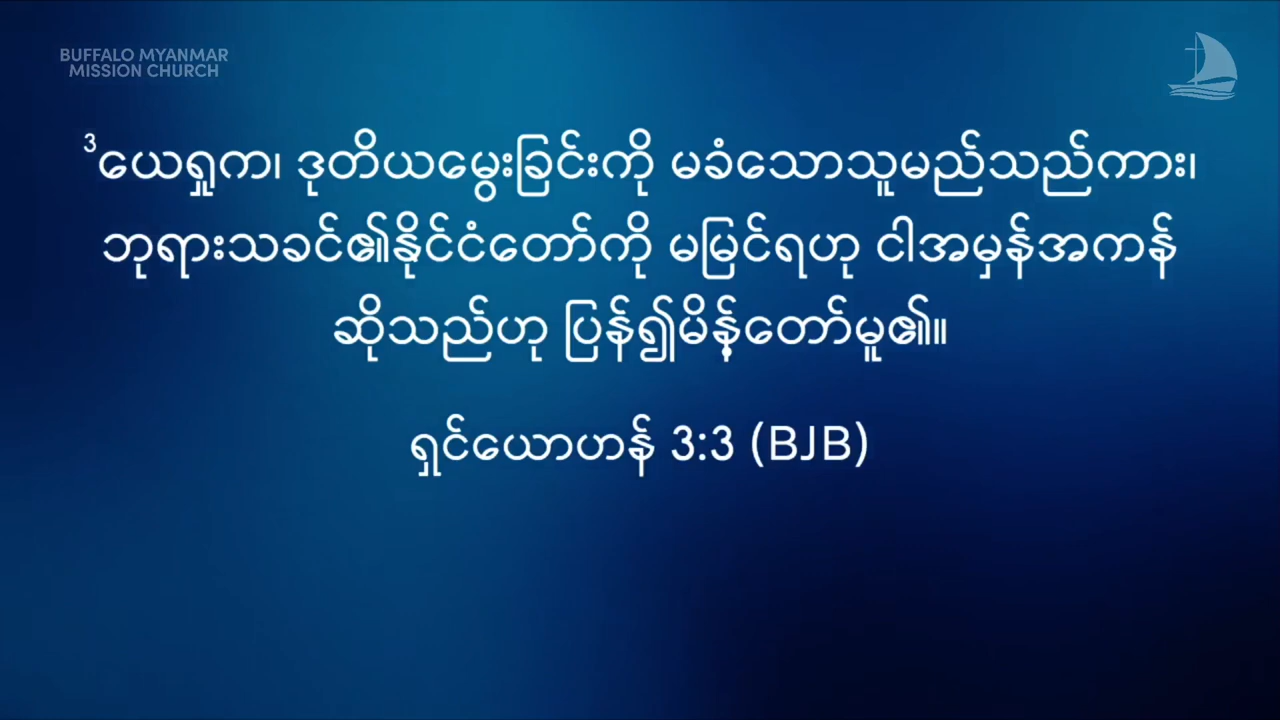 BUFFALO MYANMAR
MISSION CHURCH
3ယေရှုက၊ ဒုတိယမွေးခြင်းကို မခံသောသူမည်သည်ကား၊
ဘုရားသခင်၏နိုင်ငံတော်ကို မမြင်ရဟု ငါအမှန်အကန်
ဆိုသည်ဟု ပြန်၍မိန့်တော်မူ၏။
ရှင်ယောဟန် 3:3 (BJB)